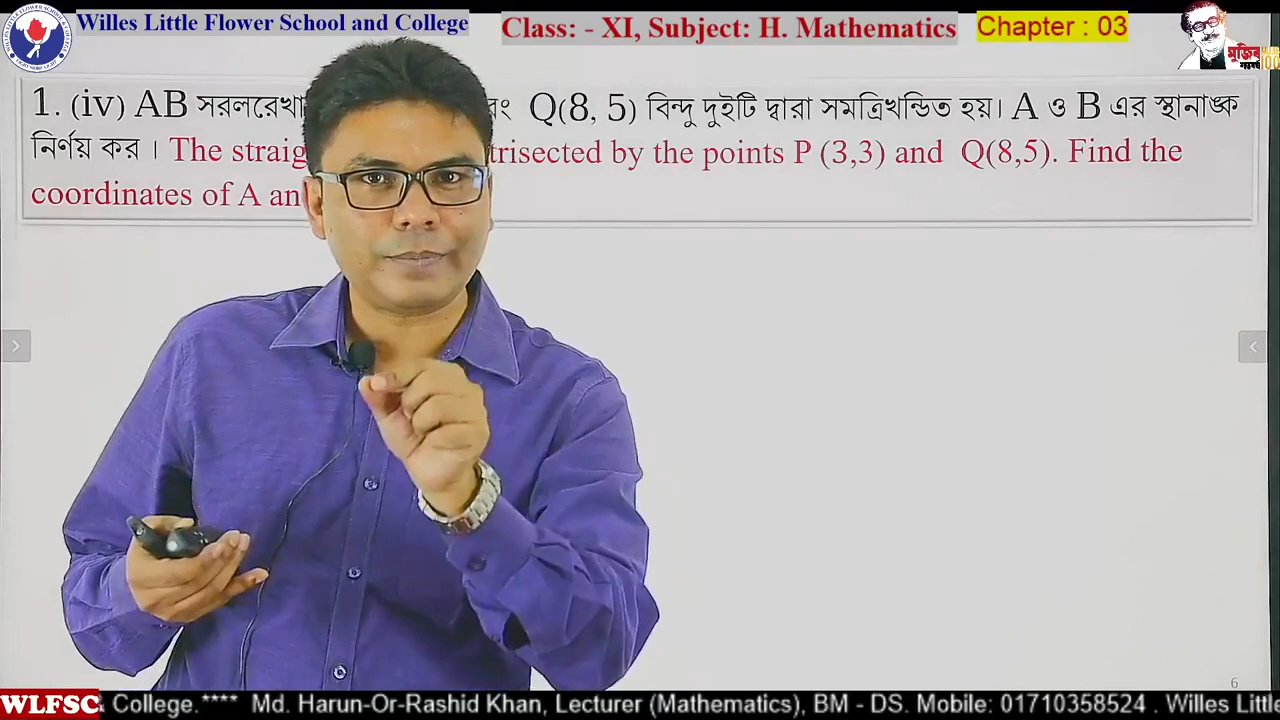 Willes Little Flower School and College
Class: - XI, Subject: H. Mathematics
Chapter : 03
মুজিব
শতবর্ষ 100
1. (iv) AB সরলরেখা Q(8, 5) বিন্দু দুইটি দ্বারা সমত্রিখন্ডিত হয়। A ও B এর স্থানাঙ্ক
নির্ণয় কর । The straig trisected by the points P (3,3) and Q(8,5). Find the
coordinates of A an
6
WLFSC & College.**** Md. Harun-Or-Rashid Khan, Lecturer (Mathematics), BM - DS. Mobile: 01710358524 . Willes Little